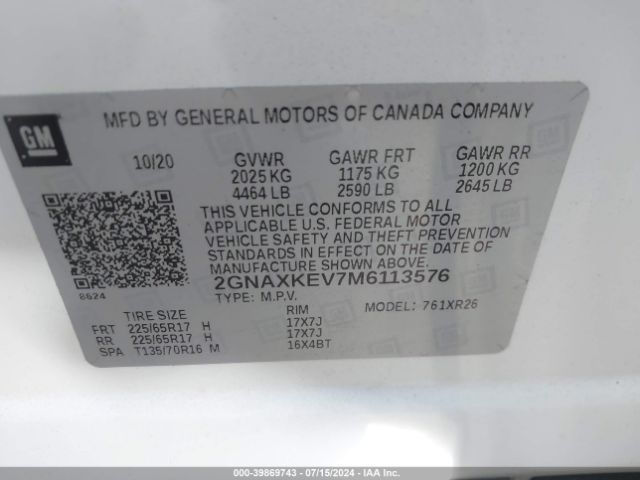 GM
MFD BY GENERAL MOTORS OF CANADA COMPANY
10/20 GVWR GAWR FRT GAWR RR
2025 KG 1175 KG 1200 KG
4464 LB 2590 LB 2645 LB
THIS VEHICLE CONFORMS TO ALL
APPLICABLE U.S. FEDERAL MOTOR
VEHICLE SAFETY AND THEFT PREVENTION
STANDARDS IN EFFECT ON THE DATE OF
MANUFACTURE SHOWN ABOVE.
8624 2GNAXKEV7M6113576
TYPE: M.P.V. MODEL: 761XR26
TIRE SIZE RIM
FRT 225/65R17 H 17X7J
RR 225/65R17 H 17X7J
SPA T135/70R16 M 16X4BT
000-39869743 / 07/15/2024 / IAA Inc.